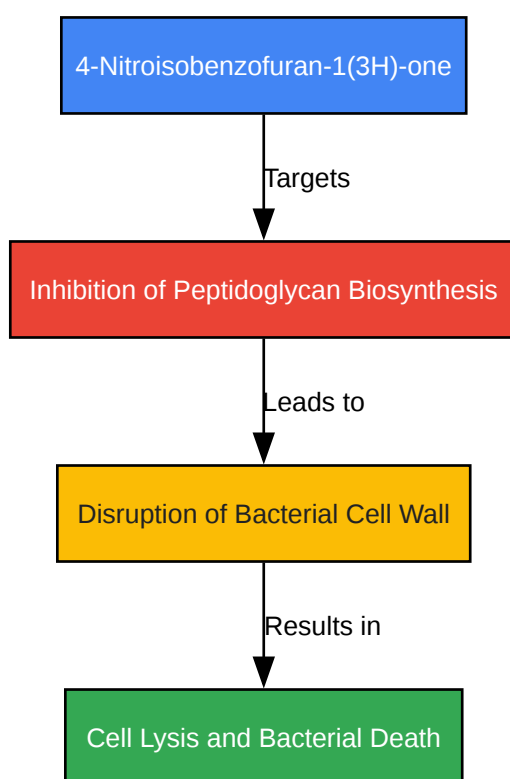 4-Nitroisobenzofuran-1(3H)-one
Targets
Inhibition of Peptidoglycan Biosynthesis
Leads to
Disruption of Bacterial Cell Wall
Results in
Cell Lysis and Bacterial Death